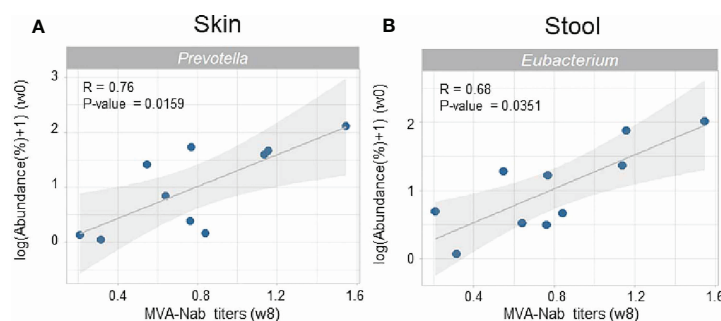 A
Skin
Prevotella
R = 0.76
P-value = 0.0159
log(Abundance(%)+1) (w0)
3
2
1
0
0.4
0.8
1.2
1.6
MVA-Nab titers (w8)
B
Stool
Eubacterium
R = 0.68
P-value = 0.0351
log(Abundance(%)+1) (w0)
2
1
0
0.4
0.8
1.2
1.6
MVA-Nab titers (w8)